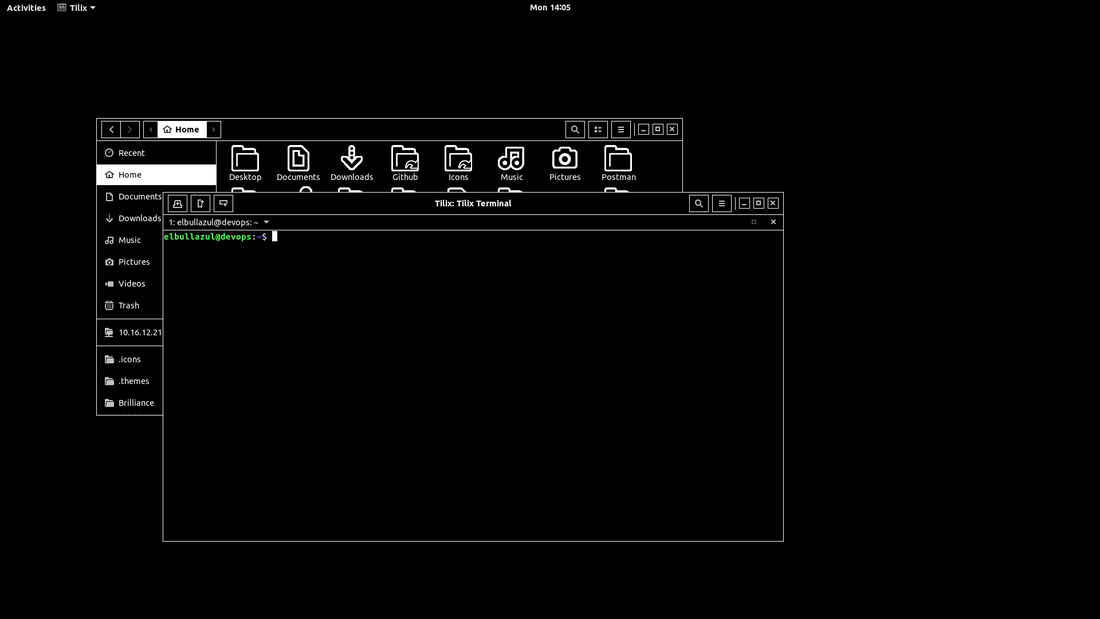 Activities Tilix Mon 14:05
Home
Recent
Home
Documents
Downloads
Music
Pictures
Videos
Trash
10.16.12.21
.icons
.themes
Brilliance
Desktop Documents Downloads Github Icons Music Pictures Postman
Tilix: Tilix Terminal
1: elbullazul@devops: ~
elbullazul@devops:~$